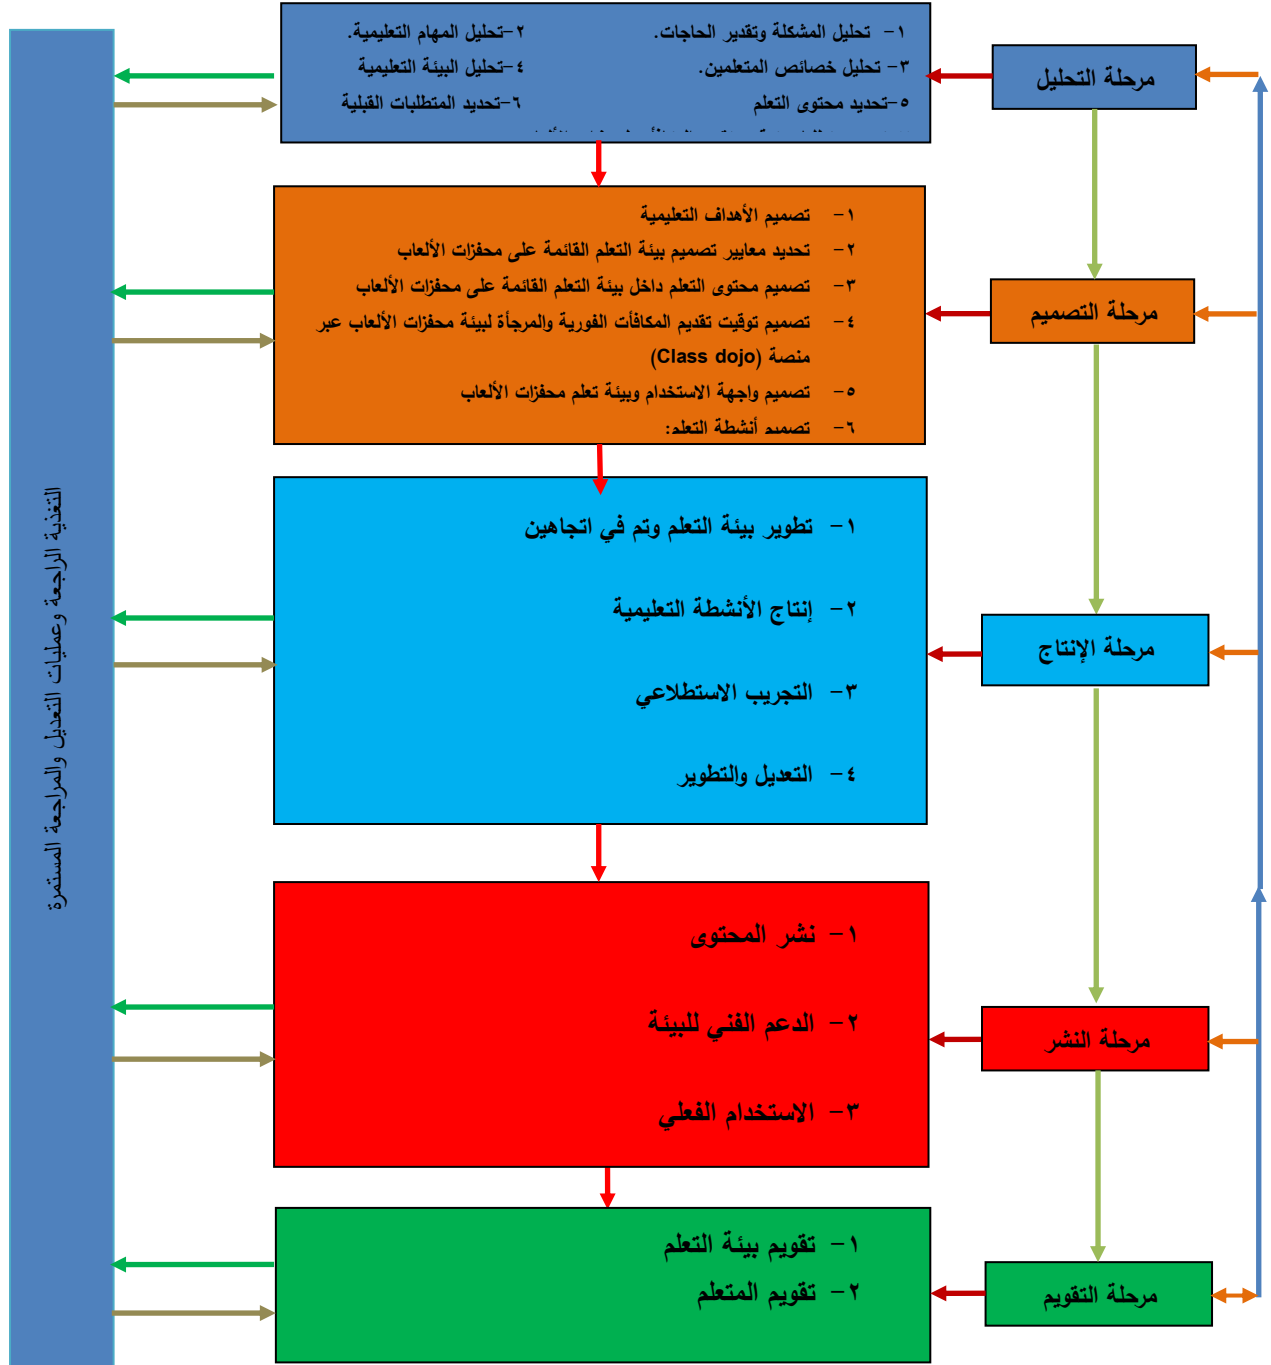 ١- تحليل المشكلة وتقدير الحاجات. ٢-تحليل المهام التعليمية.
٣- تحليل خصائص المتعلمين. ٤-تحليل البيئة التعليمية
٥-تحديد محتوى التعلم ٦-تحديد المتطلبات القبلية
مرحلة التحليل
١- تصميم الأهداف التعليمية
٢- تحديد معايير تصميم بيئة التعلم القائمة على محفزات الألعاب
٣- تصميم محتوى التعلم داخل بيئة التعلم القائمة على محفزات الألعاب
٤- تصميم توقيت تقديم المكافأت الفورية والمرجأة لبيئة محفزات الألعاب عبر
منصة (Class dojo)
٥- تصميم واجهة الاستخدام وبيئة تعلم محفزات الألعاب
٦- تصميم أنشطة التعلم:
مرحلة التصميم
١- تطوير بيئة التعلم وتم في اتجاهين
٢- إنتاج الأنشطة التعليمية
٣- التجريب الاستطلاعي
٤- التعديل والتطوير
مرحلة الإنتاج
١- نشر المحتوى
٢- الدعم الفني للبيئة
٣- الاستخدام الفعلي
مرحلة النشر
١- تقويم بيئة التعلم
٢- تقويم المتعلم
مرحلة التقويم
التغذية الراجعة وعمليات التعديل والمراجعة المستمرة